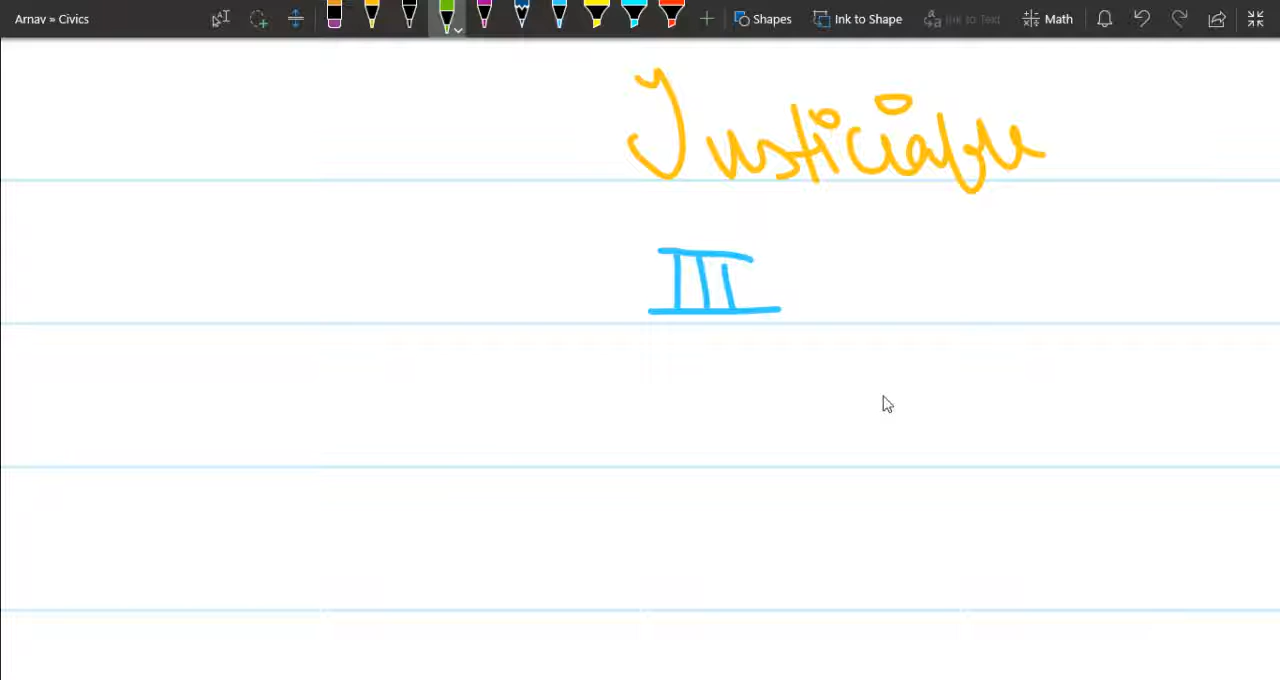 Arnav » Civics
Shapes
Ink to Shape
Ink to Text
Math
Justiciable
III